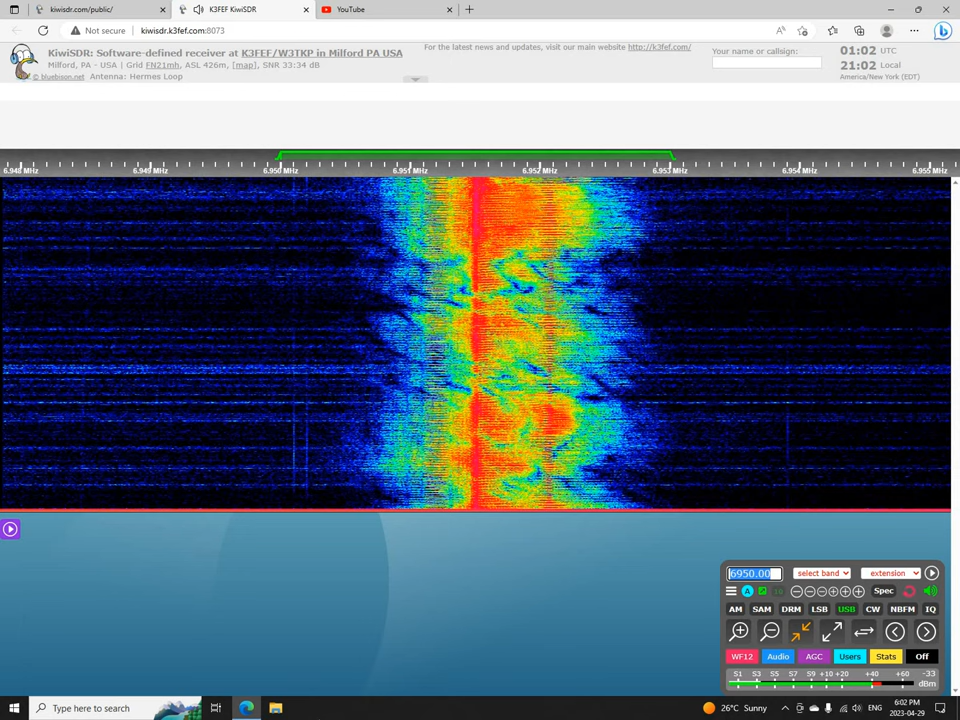 kiwisdr.com/public/
K3FEF KiwiSDR
YouTube
Not secure
kiwisdr.k3fef.com:8073
KiwiSDR: Software-defined receiver at K3FEF/W3TKP in Milford PA USA
Milford, PA - USA | Grid FN21mh, ASL 426m, [map], SNR 33:34 dB
© bluebison.net Antenna: Hermes Loop
For the latest news and updates, visit our main website http://k3fef.com/
Your name or callsign:
01:02 UTC
21:02 Local
America/New York (EDT)
6.948 MHz 6.949 MHz 6.950 MHz 6.951 MHz 6.952 MHz 6.953 MHz 6.954 MHz 6.955 MHz
6950.00 select band extension
A IQ Spec
AM SAM DRM LSB USB CW NBFM IQ
WF12 Audio AGC Users Stats Off
S1 S3 S5 S7 S9 +10 +20 +40 +60 -33
dBm
Type here to search
26°C Sunny
ENG
6:02 PM
2023-04-29